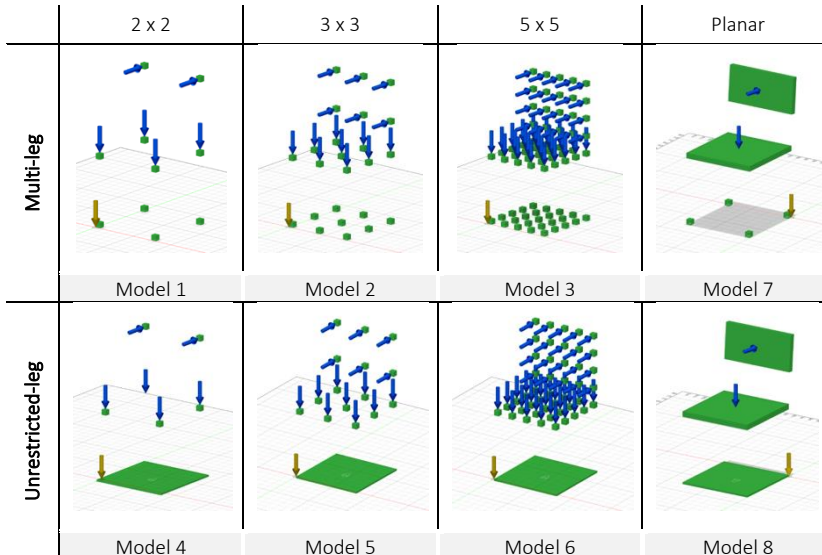 2 x 2 3 x 3 5 x 5 Planar
Multi-leg
Model 1 Model 2 Model 3 Model 7
Unrestricted-leg
Model 4 Model 5 Model 6 Model 8